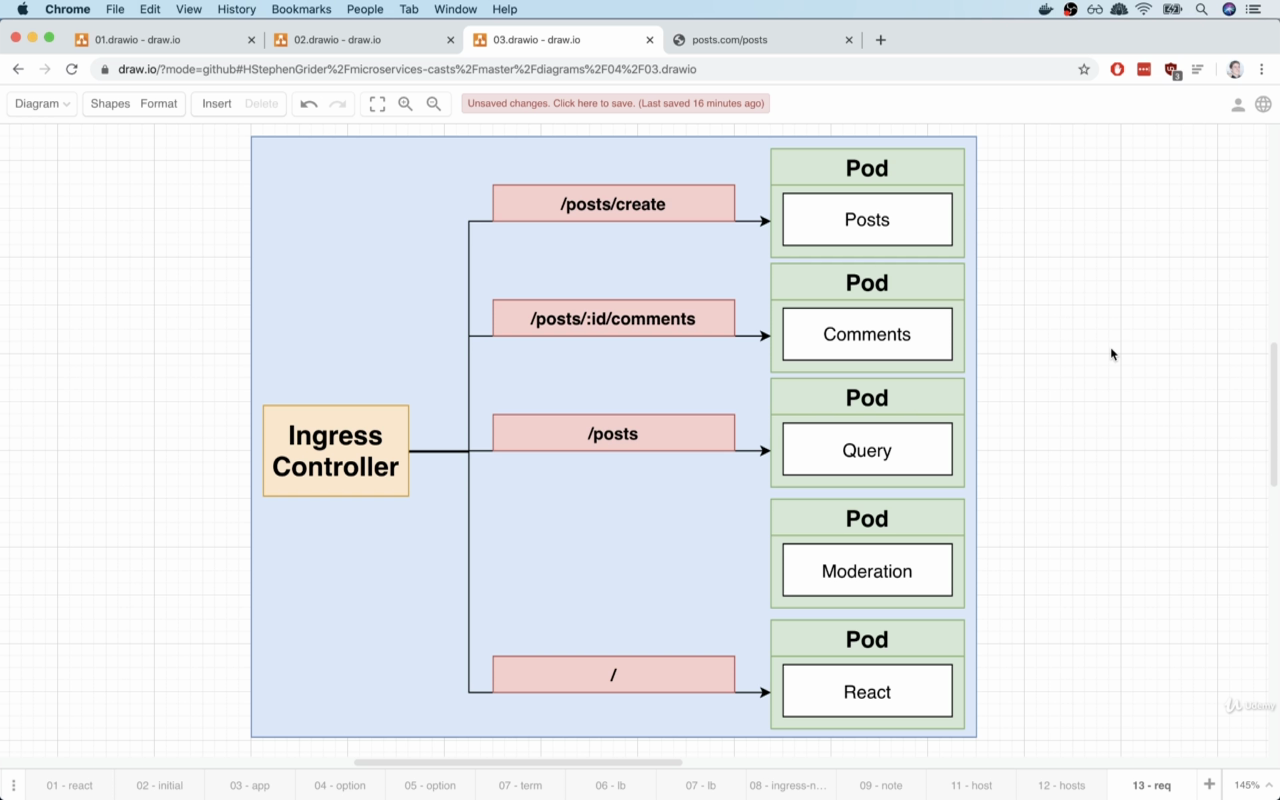 Chrome File Edit View History Bookmarks People Tab Window Help
01.drawio - draw.io
02.drawio - draw.io
03.drawio - draw.io
posts.com/posts
draw.io/?mode=github#HStephenGrider%2Fmicroservices-casts%2Fmaster%2Fdiagrams%2F04%2F03.drawio
3
Diagram Shapes Format Insert Delete
Unsaved changes. Click here to save. (Last saved 16 minutes ago)
Pod
/posts/create
Posts
Pod
/posts/:id/comments
Comments
Pod
/posts
Query
Ingress
Controller
Pod
Moderation
Pod
/
React
Udemy
01 - react
02 - initial
03 - app
04 - option
05 - option
07 - term
06 - lb
07 - lb
08 - ingress-n...
09 - note
11 - host
12 - hosts
13 - req
145%